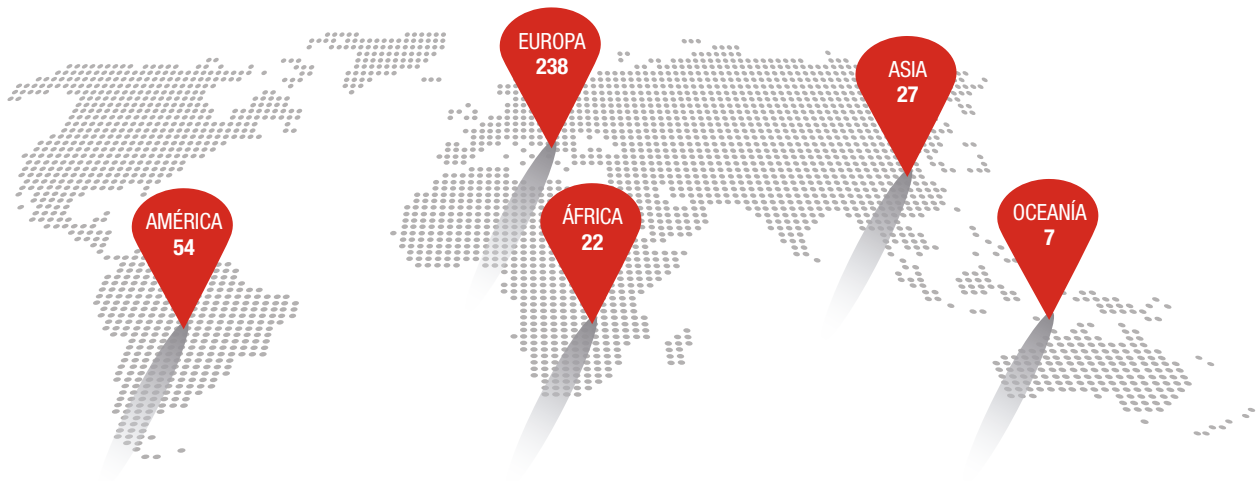 EUROPA
238
ASIA
27
AMÉRICA
54
ÁFRICA
22
OCEANÍA
7